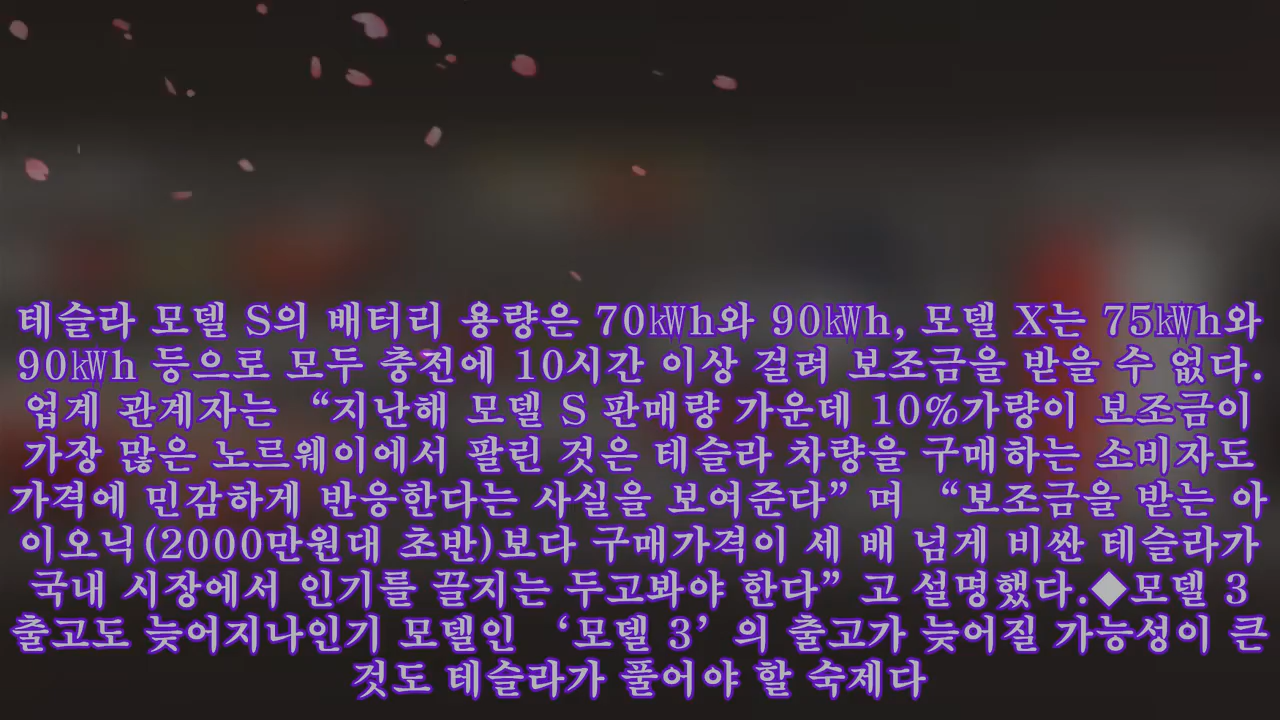 테슬라 모델 S의 배터리 용량은 70㎾h와 90㎾h, 모델 X는 75㎾h와
90㎾h 등으로 모두 충전에 10시간 이상 걸려 보조금을 받을 수 없다.
업계 관계자는 “지난해 모델 S 판매량 가운데 10%가량이 보조금이
가장 많은 노르웨이에서 팔린 것은 테슬라 차량을 구매하는 소비자도
가격에 민감하게 반응한다는 사실을 보여준다”며 “보조금을 받는 아
이오닉(2000만원대 초반)보다 구매가격이 세 배 넘게 비싼 테슬라가
국내 시장에서 인기를 끌지는 두고봐야 한다”고 설명했다.◆모델 3
출고도 늦어지나인기 모델인 ‘모델 3’의 출고가 늦어질 가능성이 큰
것도 테슬라가 풀어야 할 숙제다